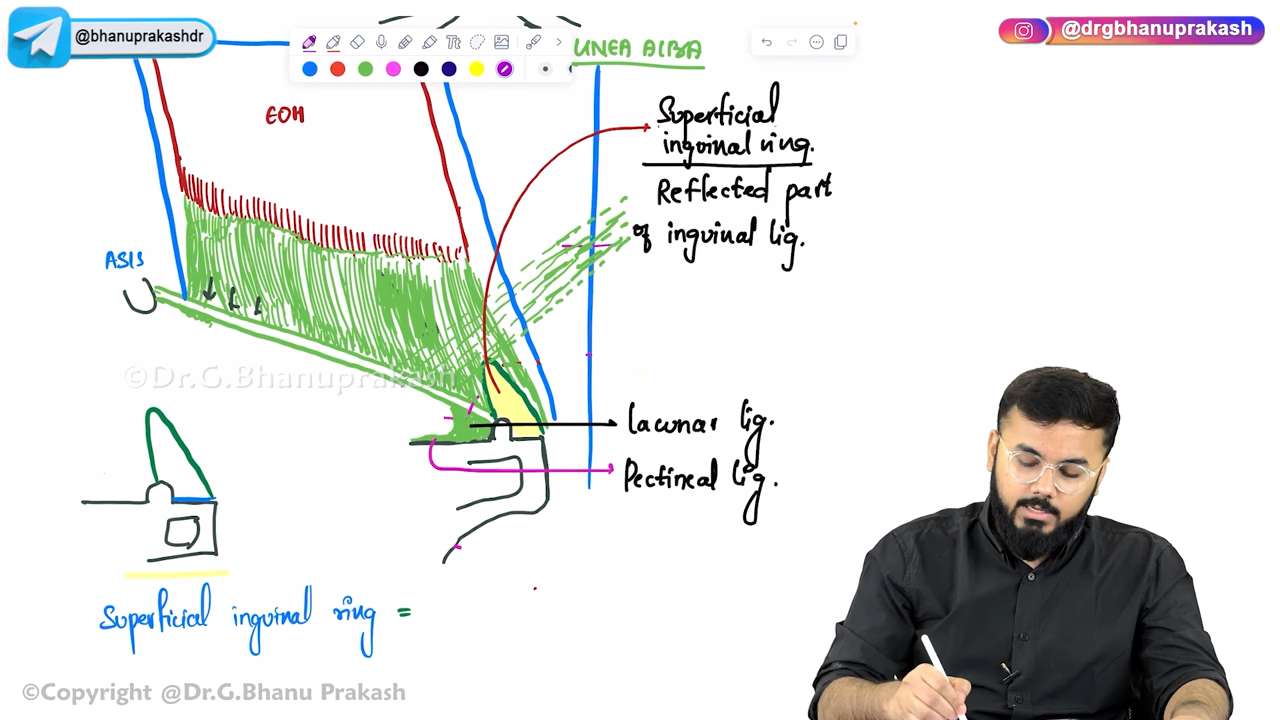 @bhanuprakashdr
@drgbhanuprakash
LINEA ALBA
EOM
Superficial
inguinal ring.
Reflected part
of inguinal lig.
ASIS
©Dr.G.Bhanuprakash
Lacunar lig.
Pectineal lig.
Superficial inguinal ring =
©Copyright @Dr.G.Bhanu Prakash